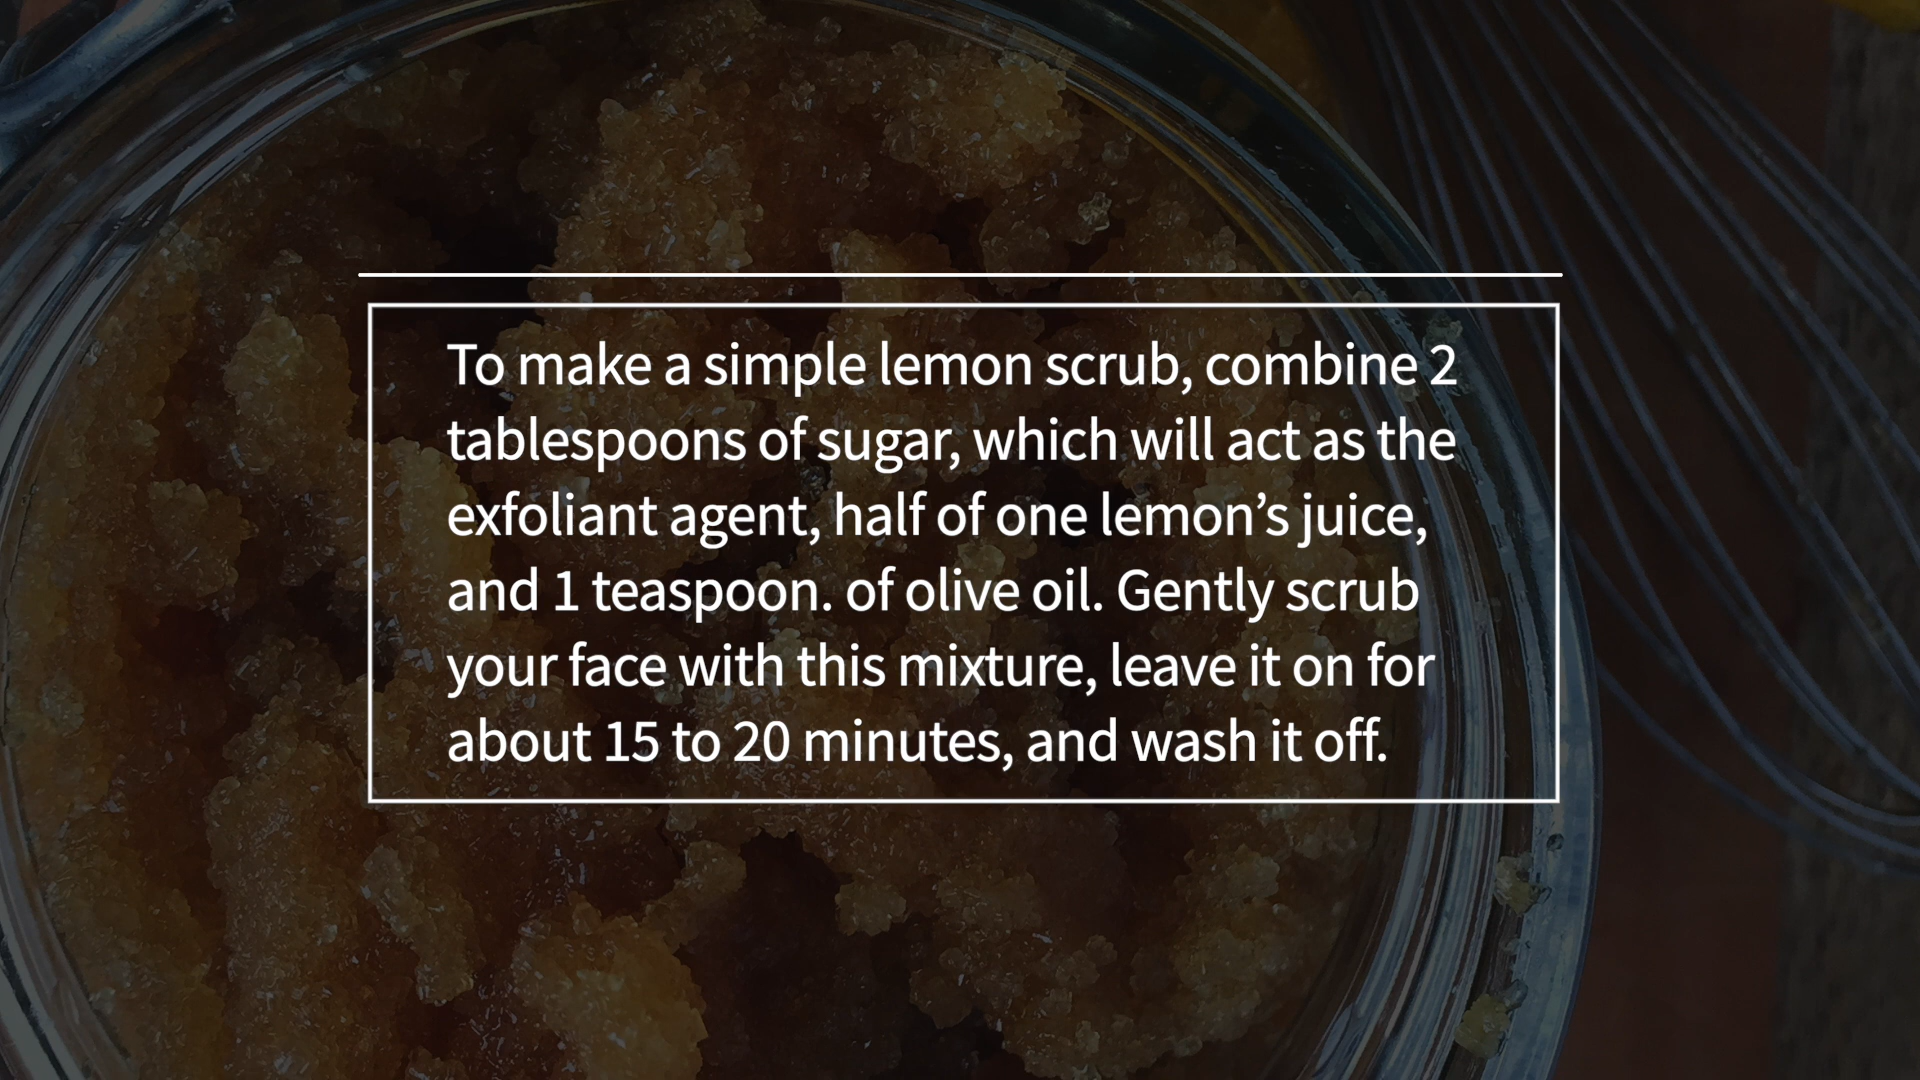 To make a simple lemon scrub, combine 2
tablespoons of sugar, which will act as the
exfoliant agent, half of one lemon’s juice,
and 1 teaspoon. of olive oil. Gently scrub
your face with this mixture, leave it on for
about 15 to 20 minutes, and wash it off.